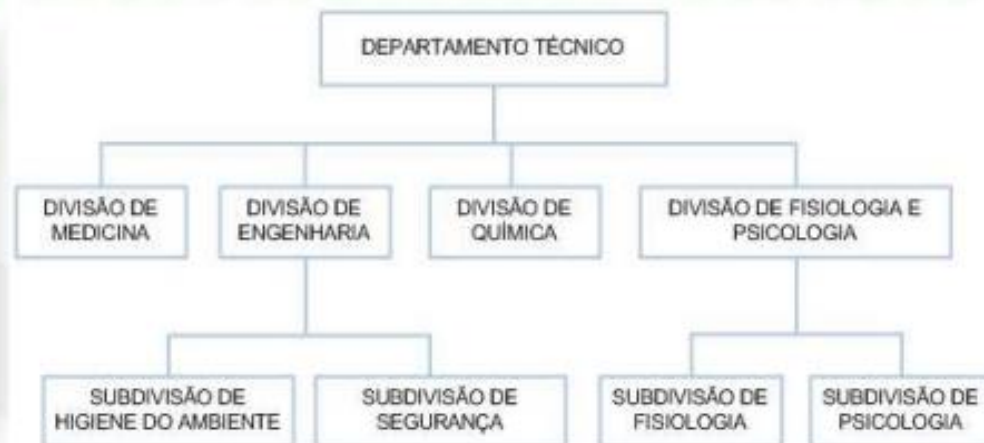 DEPARTAMENTO TÉCNICO
DIVISÃO DE
MEDICINA
DIVISÃO DE
ENGENHARIA
DIVISÃO DE
QUÍMICA
DIVISÃO DE FISIOLOGIA E
PSICOLOGIA
SUBDIVISÃO DE
HIGIENE DO AMBIENTE
SUBDIVISÃO DE
SEGURANÇA
SUBDIVISÃO DE
FISIOLOGIA
SUBDIVISÃO DE
PSICOLOGIA